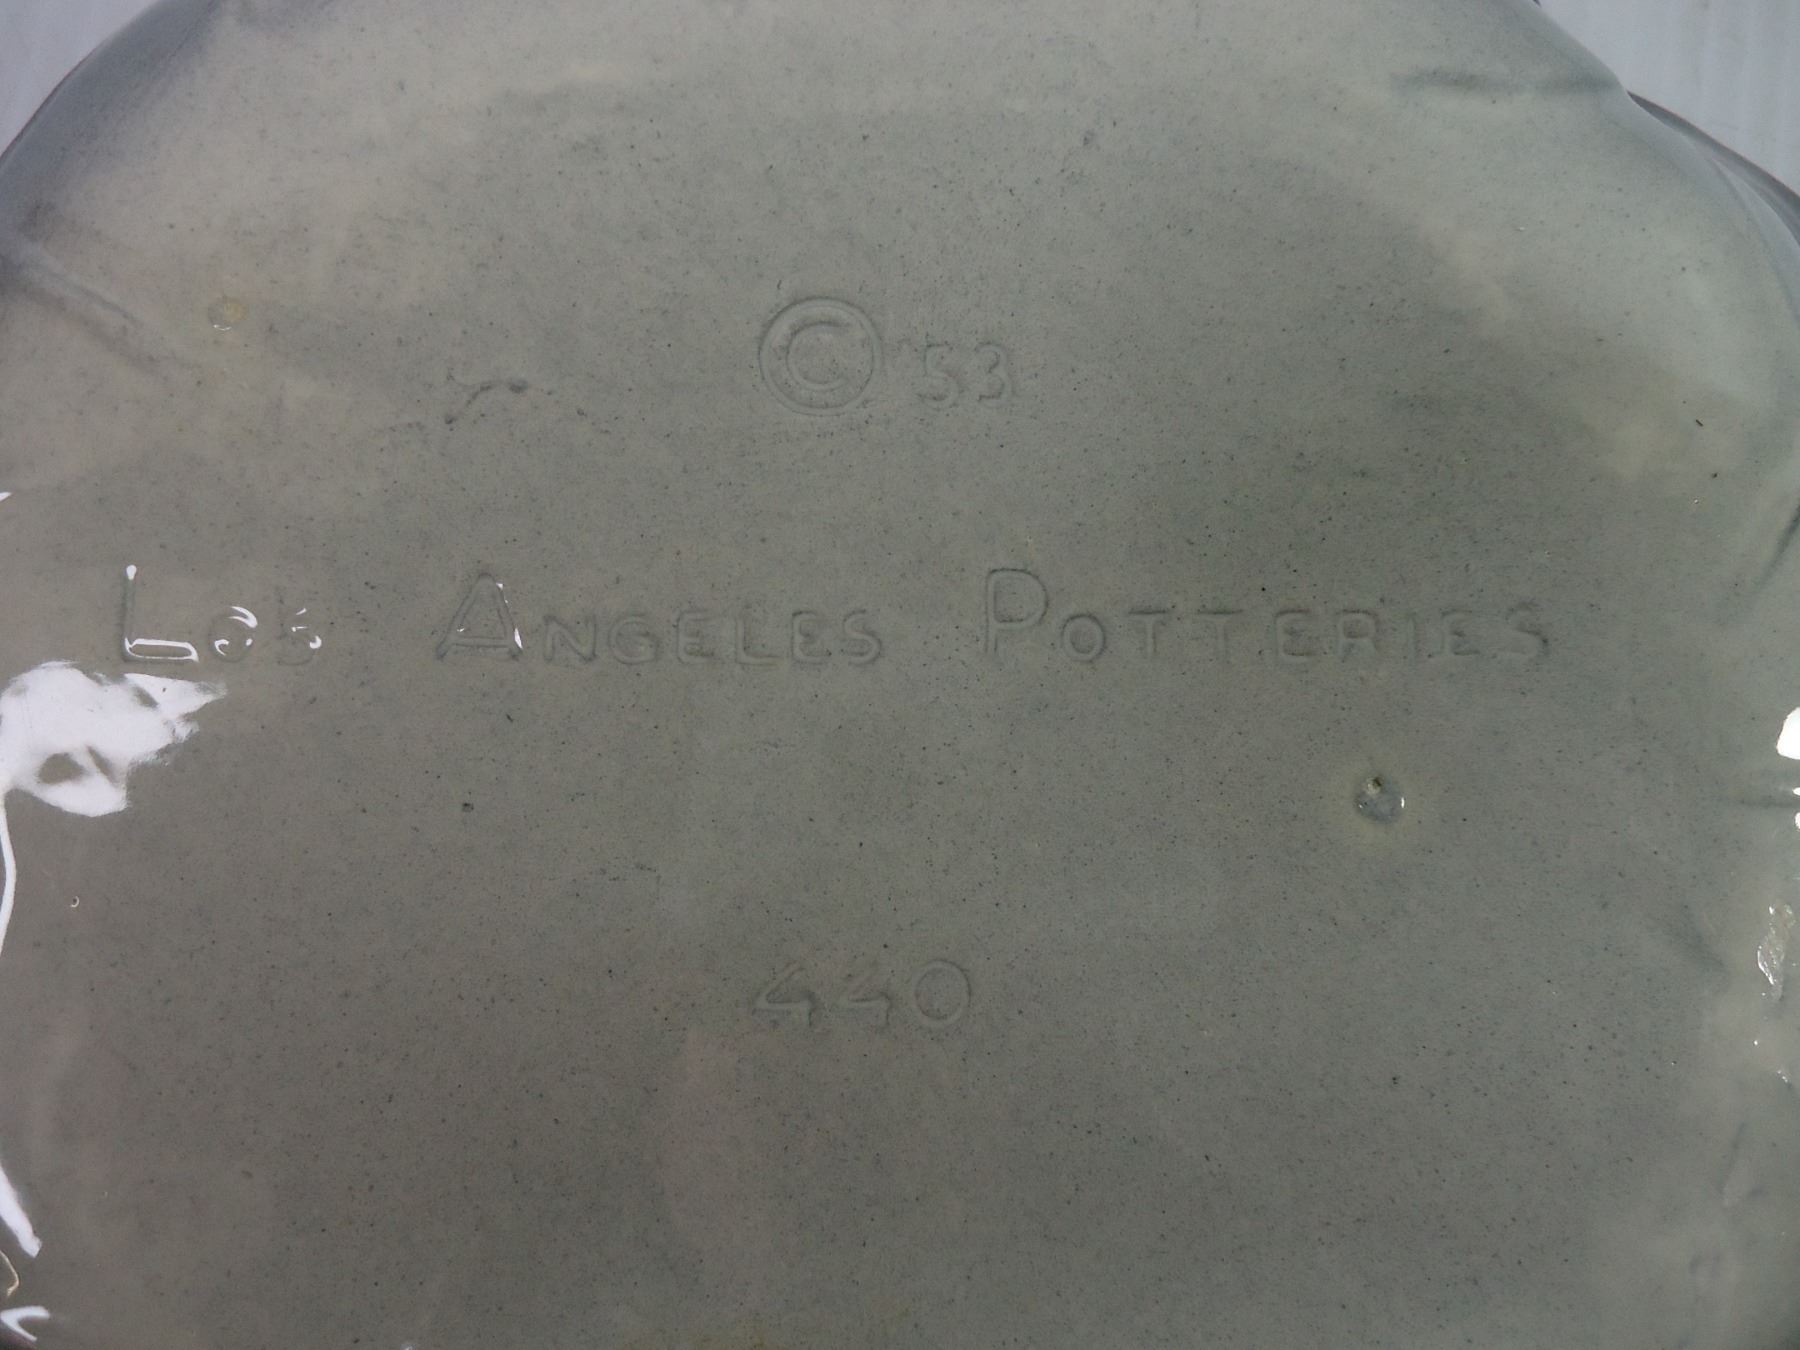 © '53
LOS ANGELES POTTERIES
440